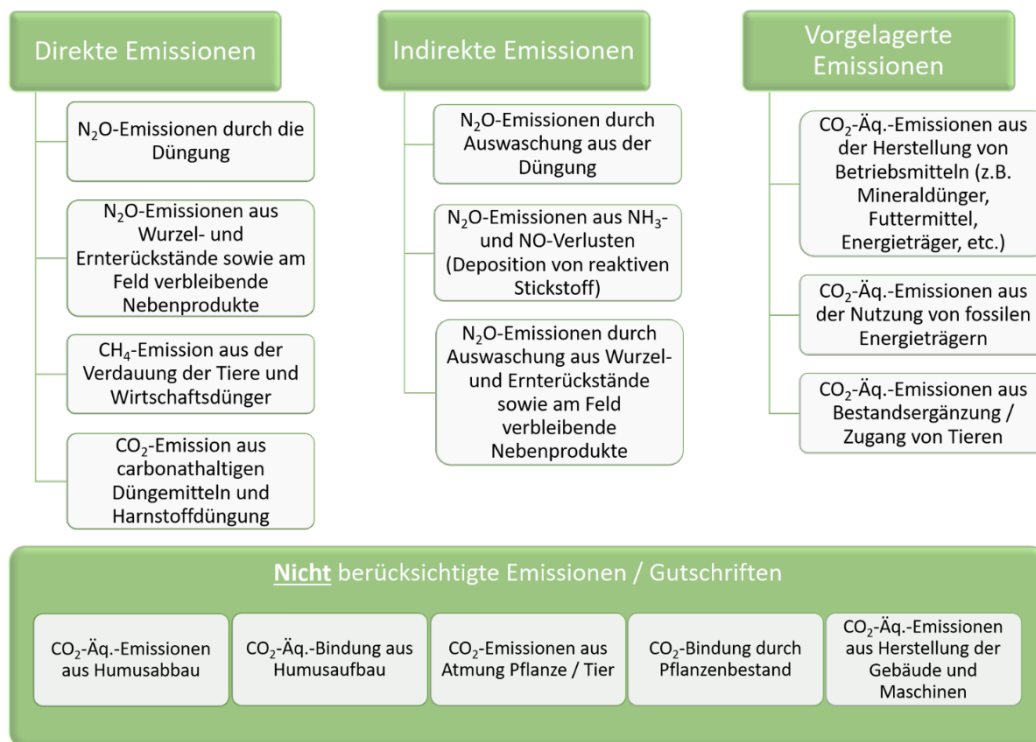 Direkte Emissionen
N₂O-Emissionen durch die
Düngung
N₂O-Emissionen aus
Wurzel- und
Ernterückstände sowie am
Feld verbleibende
Nebenprodukte
CH₄-Emission aus der
Verdauung der Tiere und
Wirtschaftsdünger
CO₂-Emission aus
carbonathaltigen
Düngemitteln und
Harnstoffdüngung
Indirekte Emissionen
N₂O-Emissionen durch
Auswaschung aus der
Düngung
N₂O-Emissionen aus NH₃-
und NO-Verlusten
(Deposition von reaktiven
Stickstoff)
N₂O-Emissionen durch
Auswaschung aus Wurzel-
und Ernterückstände
sowie am Feld
verbleibende
Nebenprodukte
Vorgelagerte
Emissionen
CO₂-Äq.-Emissionen aus
der Herstellung von
Betriebsmitteln (z.B.
Mineraldünger,
Futtermittel,
Energieträger, etc.)
CO₂-Äq.-Emissionen aus
der Nutzung von fossilen
Energieträgern
CO₂-Äq.-Emissionen aus
Bestandsergänzung /
Zugang von Tieren
Nicht berücksichtigte Emissionen / Gutschriften
CO₂-Äq.-Emissionen
aus Humusabbau
CO₂-Äq.-Bindung aus
Humusaufbau
CO₂-Emissionen aus
Atmung Pflanze / Tier
CO₂-Bindung durch
Pflanzenbestand
CO₂-Äq.-Emissionen
aus Herstellung der
Gebäude und
Maschinen